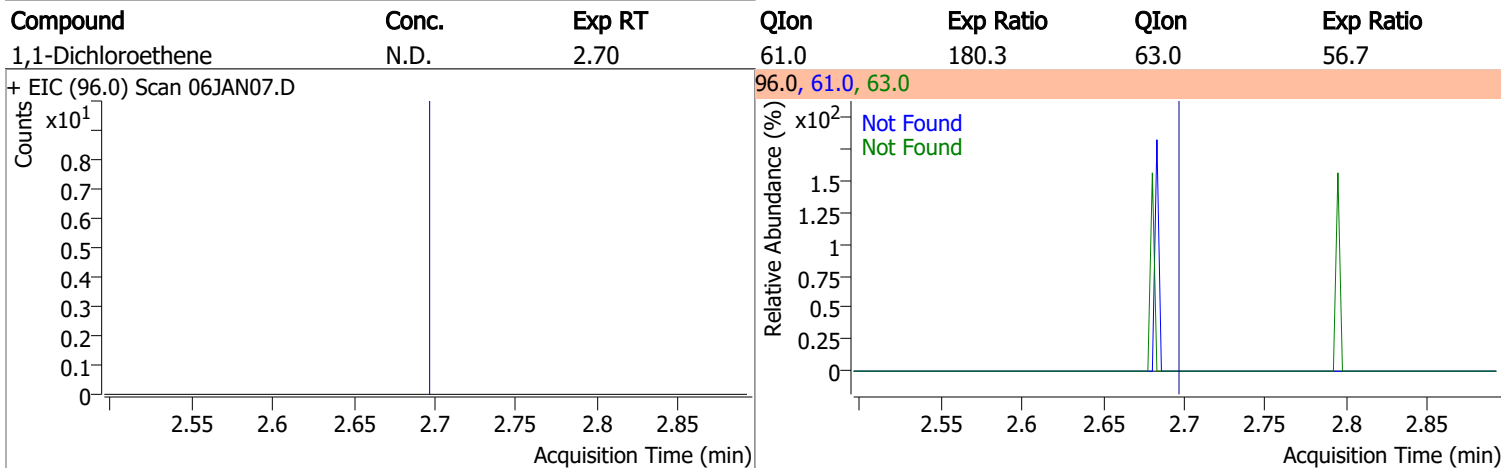 Compound Conc. Exp RT QIon Exp Ratio QIon Exp Ratio
1,1-Dichloroethene N.D. 2.70 61.0 180.3 63.0 56.7
+ EIC (96.0) Scan 06JAN07.D
Counts
x10¹
0.8
0.7
0.6
0.5
0.4
0.3
0.2
0.1
0
2.55 2.6 2.65 2.7 2.75 2.8 2.85
Acquisition Time (min)
96.0, 61.0, 63.0
Relative Abundance (%)
x10²
Not Found
Not Found
1.5
1.25
1
0.75
0.5
0.25
0
2.55 2.6 2.65 2.7 2.75 2.8 2.85
Acquisition Time (min)